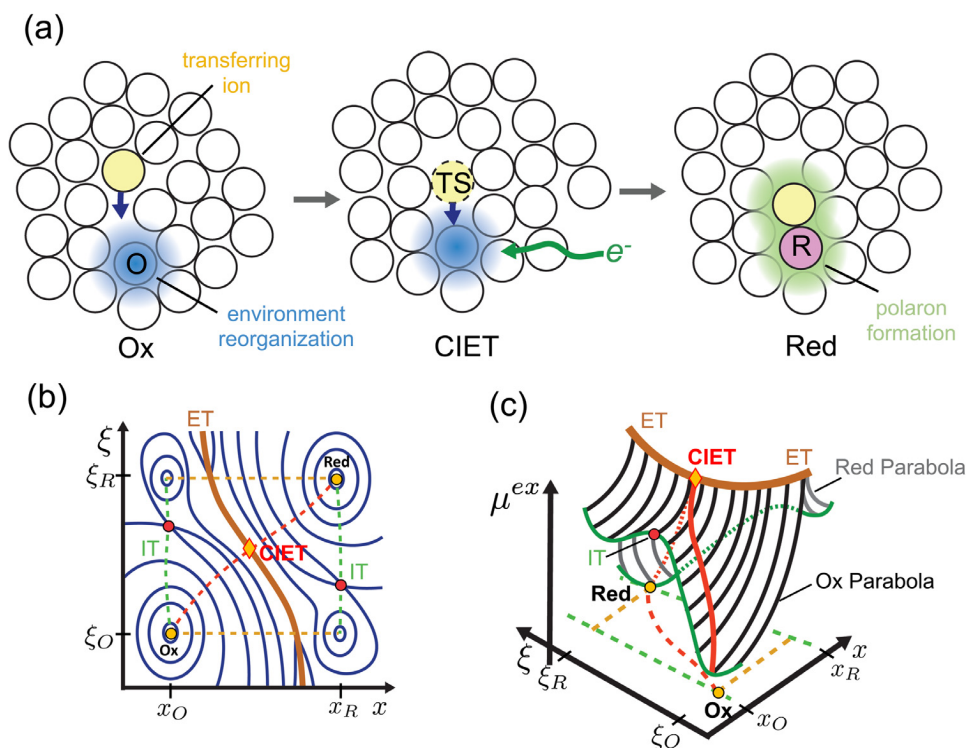 (a)
transferring
ion
O
environment
reorganization
Ox
TS
e-
CIET
R
polaron
formation
Red
(b)
ET
ξ
ξR
Red
IT
CIET
IT
ξO
Ox
xO
xR
x
(c)
ET
CIET
ET
Red Parabola
μex
IT
Red
Ox Parabola
ξ
ξR
x
xR
Ox
ξO
xO